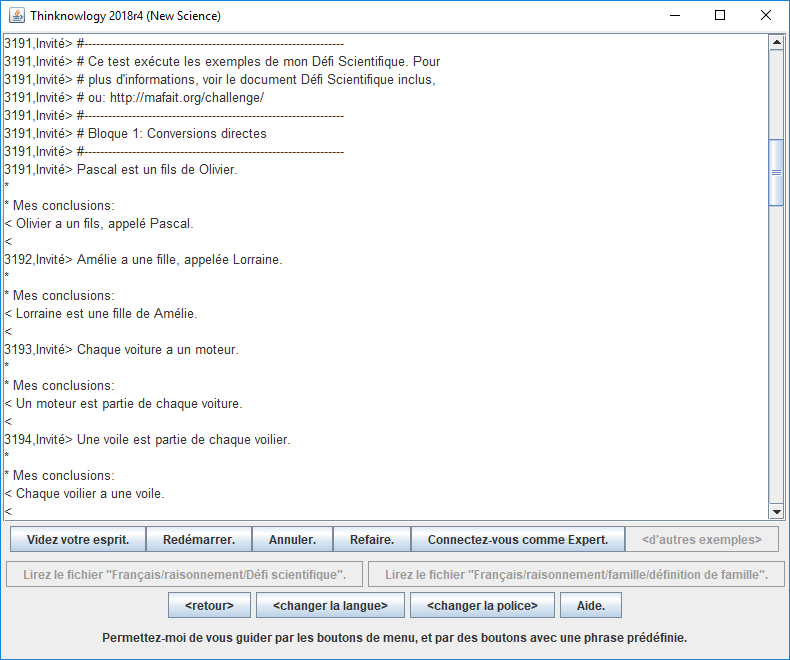 Thinknowlogy 2018r4 (New Science)
3191,Invité> #-----------------------------------------------------------------
3191,Invité> # Ce test exécute les exemples de mon Défi Scientifique. Pour
3191,Invité> # plus d'informations, voir le document Défi Scientifique inclus,
3191,Invité> # ou: http://mafait.org/challenge/
3191,Invité> #-----------------------------------------------------------------
3191,Invité> # Bloque 1: Conversions directes
3191,Invité> #-----------------------------------------------------------------
3191,Invité> Pascal est un fils de Olivier.
*
* Mes conclusions:
< Olivier a un fils, appelé Pascal.
<
3192,Invité> Amélie a une fille, appelée Lorraine.
*
* Mes conclusions:
< Lorraine est une fille de Amélie.
<
3193,Invité> Chaque voiture a un moteur.
*
* Mes conclusions:
< Un moteur est partie de chaque voiture.
<
3194,Invité> Une voile est partie de chaque voilier.
*
* Mes conclusions:
< Chaque voilier a une voile.
<
Videz votre esprit. Redémarrer. Annuler. Refaire. Connectez-vous comme Expert. <d'autres exemples>
Lirez le fichier "Français/raisonnement/Défi scientifique". Lirez le fichier "Français/raisonnement/famille/définition de famille".
<retour> <changer la langue> <changer la police> Aide.
Permettez-moi de vous guider par les boutons de menu, et par des boutons avec une phrase prédéfinie.